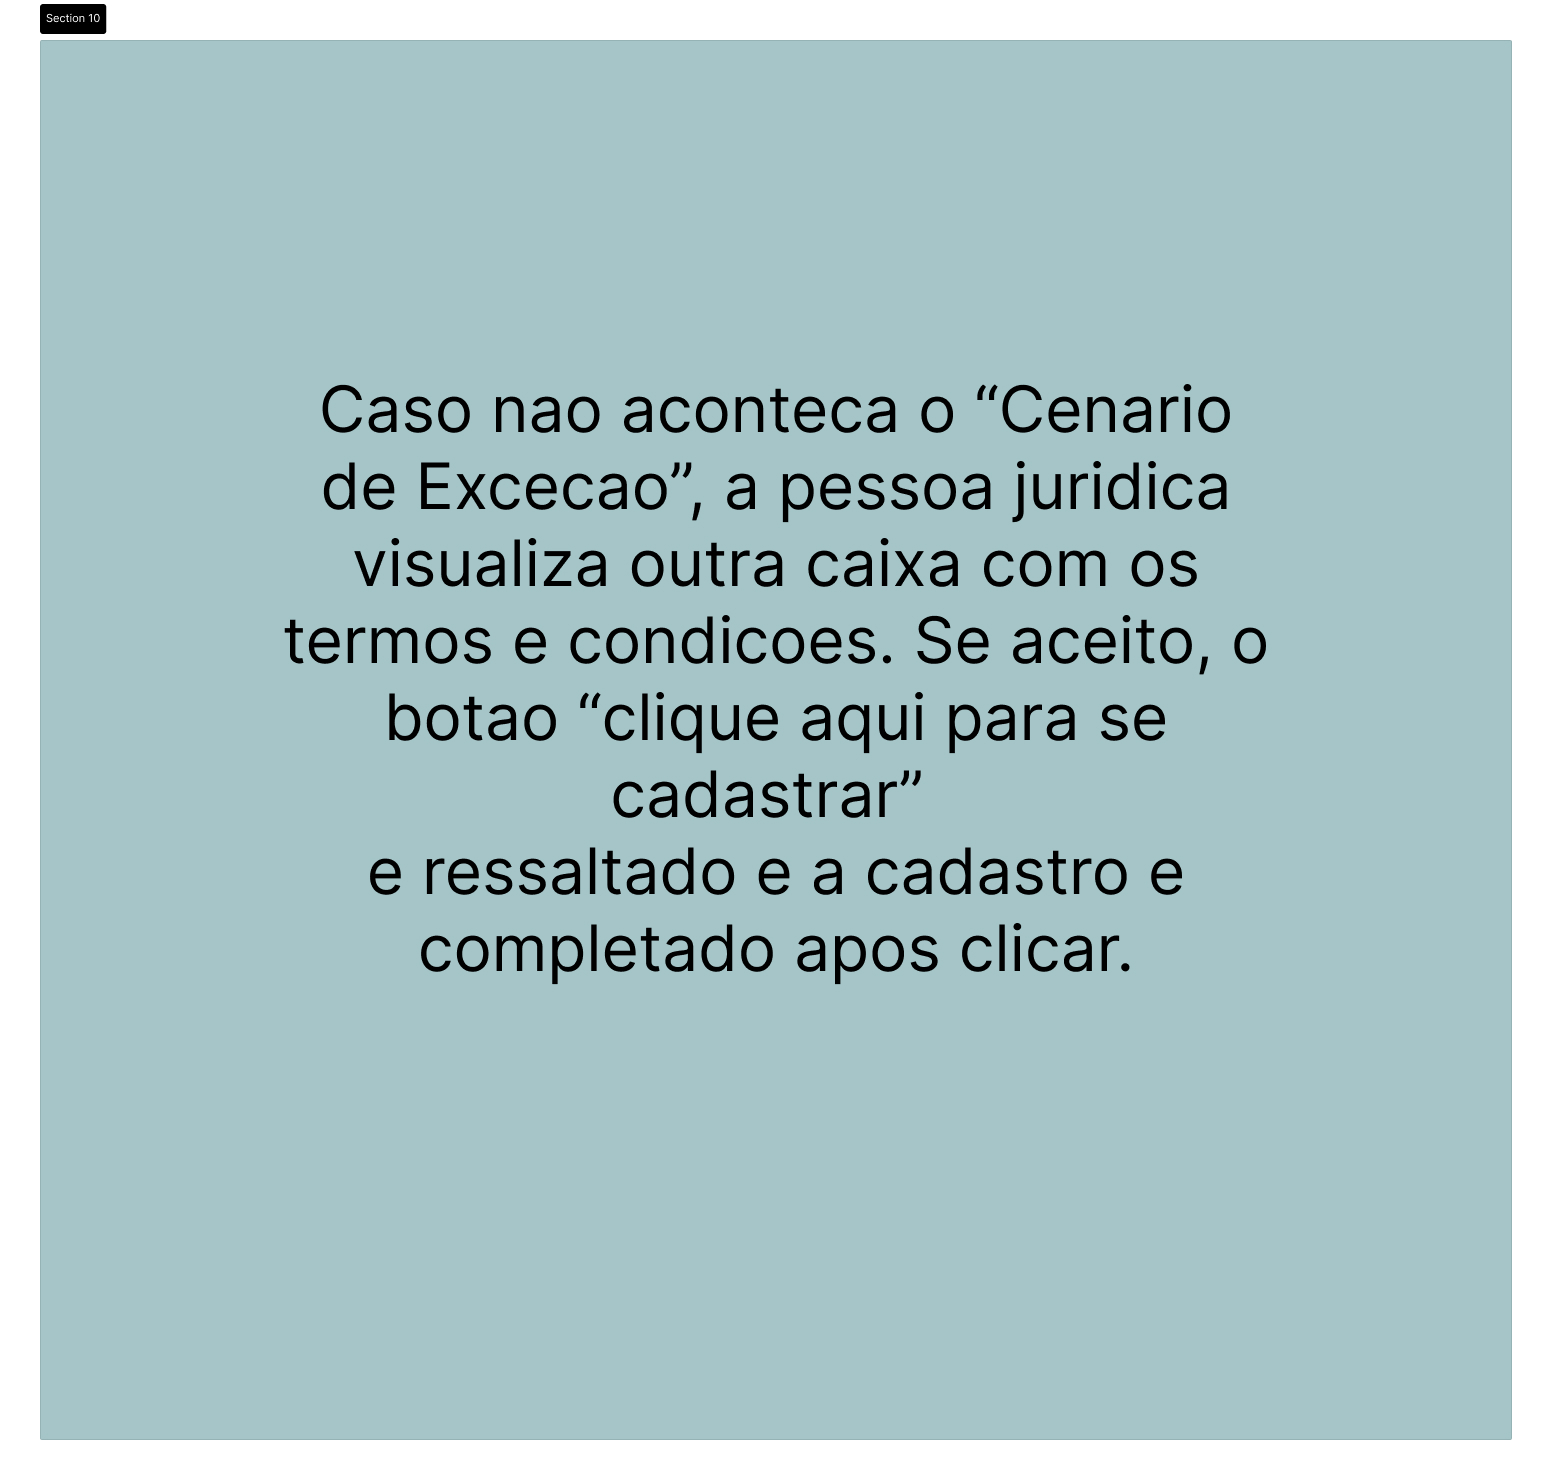 Section 10
Caso nao aconteca o “Cenario
de Excecao”, a pessoa juridica
visualiza outra caixa com os
termos e condicoes. Se aceito, o
botao “clique aqui para se
cadastrar”
e ressaltado e a cadastro e
completado apos clicar.